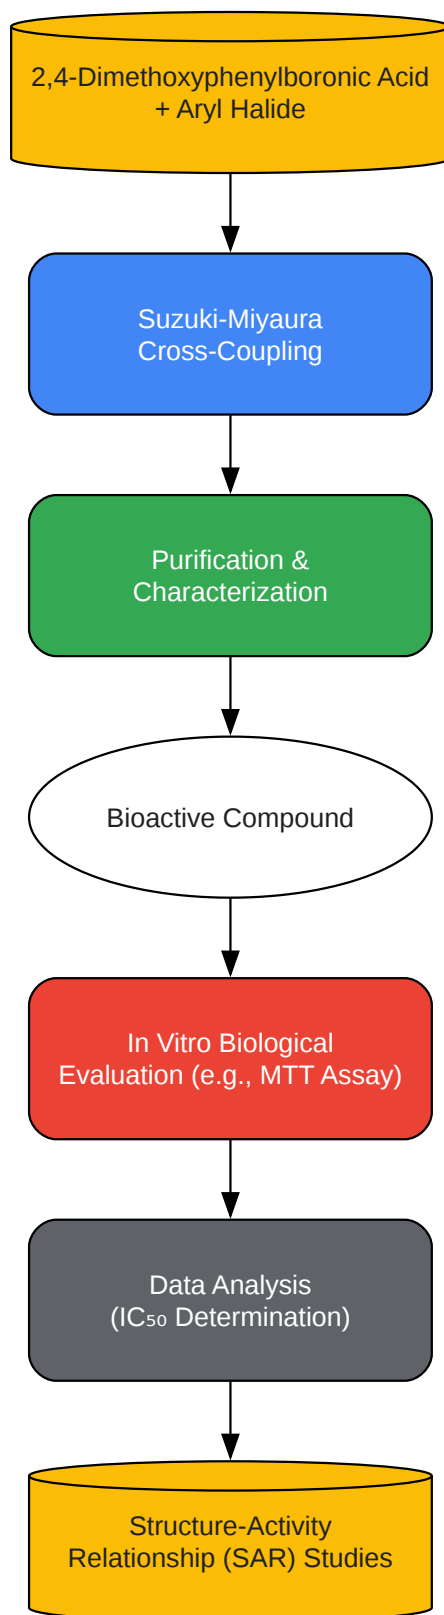 2,4-Dimethoxyphenylboronic Acid
+ Aryl Halide
Suzuki-Miyaura
Cross-Coupling
Purification &
Characterization
Bioactive Compound
In Vitro Biological
Evaluation (e.g., MTT Assay)
Data Analysis
(IC₅₀ Determination)
Structure-Activity
Relationship (SAR) Studies